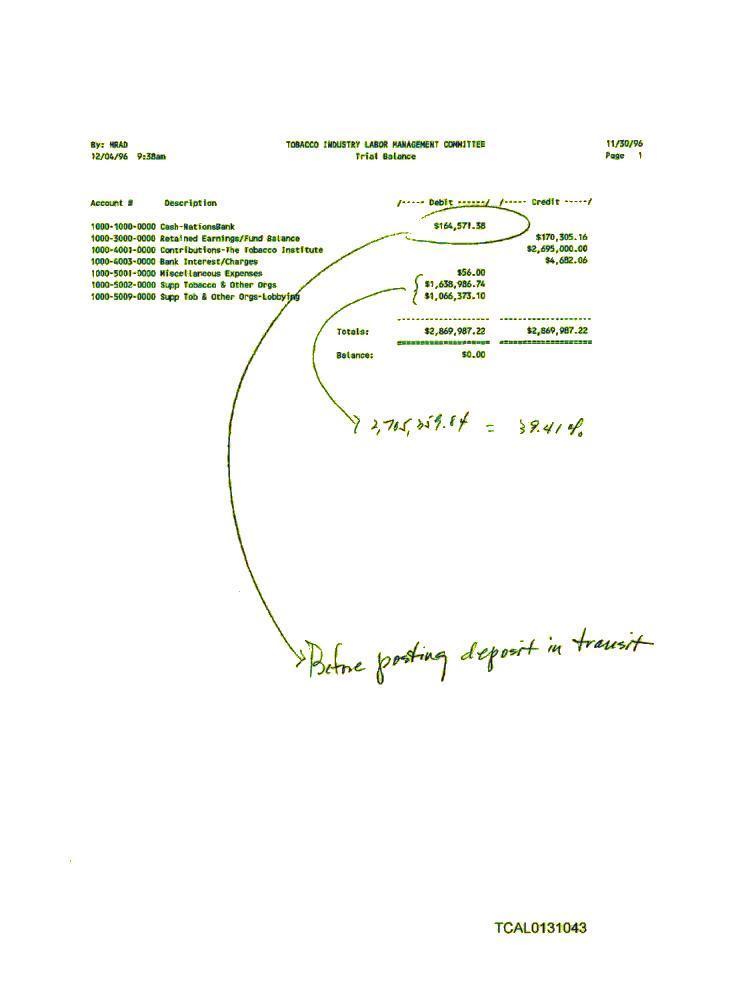 By: MRAD TOBACCO INDUSTRY LABOR MANAGEMENT COMMITTEE 11/30/96
12/04/96 9:38am Trial Balance Page 1
Account # Description /----- Debit ------/ /----- Credit -----/
1000-1000-0000 Cash-NationsBank $164,571.38
1000-3000-0000 Retained Earnings/Fund Balance $170,305.16
1000-4001-0000 Contributions-The Tobacco Institute $2,695,000.00
1000-4003-0000 Bank Interest/Charges $4,682.06
1000-5001-0000 Miscellaneous Expenses $56.00
1000-5002-0000 Supp Tobacco & Other Orgs $1,638,986.74
1000-5009-0000 Supp Tob & Other Orgs-Lobbying $1,066,373.10
Totals: $2,869,987.22 $2,869,987.22
Balance: $0.00
2,705,359.84 = 39.41%
Before posting deposit in transit
TCAL0131043